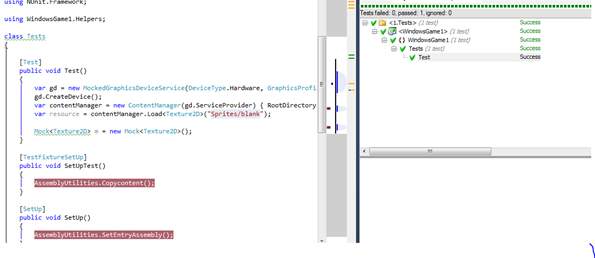 using NUnit.Framework;
using WindowsGame1.Helpers;
class Tests
{
[Test]
public void Test()
{
var gd = new MockedGraphicsDeviceService(DeviceType.Hardware, GraphicsProfi
gd.CreateDevice();
var contentManager = new ContentManager(gd.ServiceProvider) { RootDirectory
var resource = contentManager.Load<Texture2D>("Sprites/blank");
Mock<Texture2D> m = new Mock<Texture2D>();
}
[TestFixtureSetUp]
public void SetUpTest()
{
AssemblyUtilities.Copycontent();
}
[SetUp]
public void SetUp()
{
AssemblyUtilities.SetEntryAssembly();
Tests failed: 0, passed: 1, ignored: 0
<1.Tests> (1 test) Success
<WindowsGame1> (1 test) Success
{} WindowsGame1 (1 test) Success
Tests (1 test) Success
Test Success